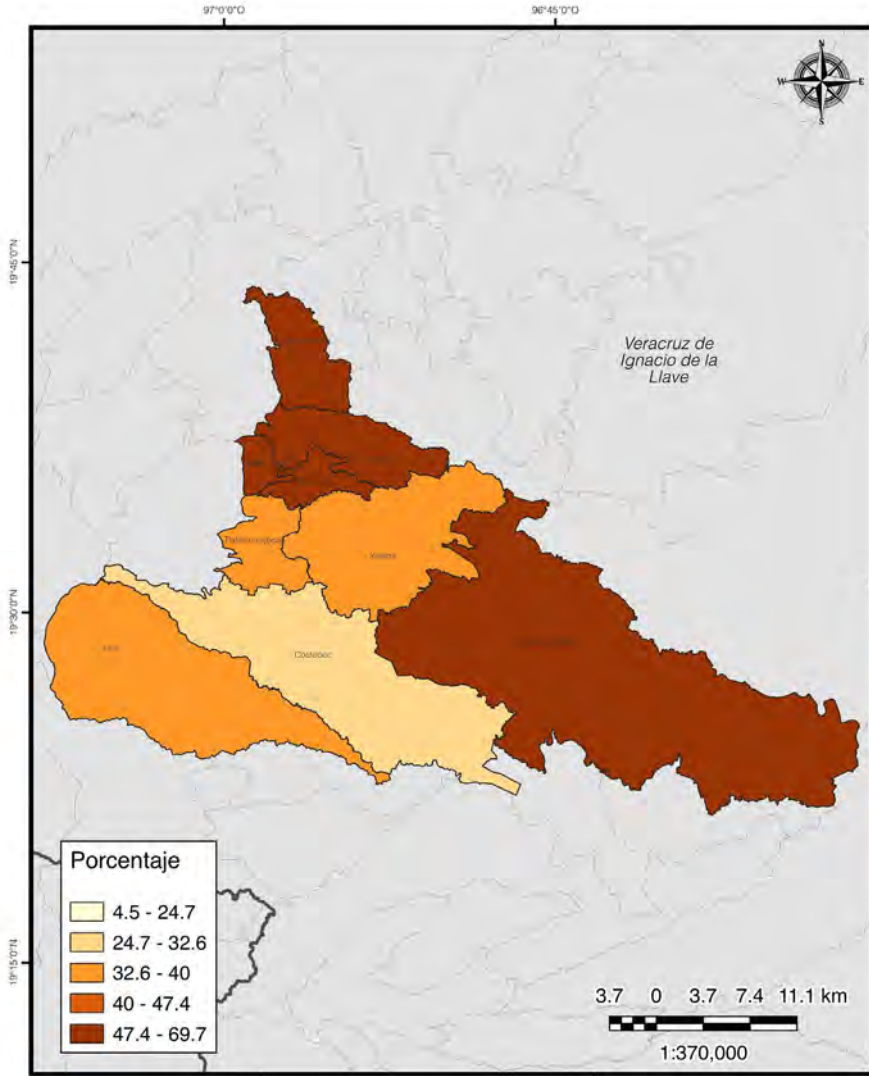 97°0'0"O
96°45'0"O
N
W
E
S
19°45'0"N
Veracruz de
Ignacio de la
Llave
19°30'0"N
Xalapa
Coatepec
Porcentaje
4.5 - 24.7
24.7 - 32.6
32.6 - 40
40 - 47.4
47.4 - 69.7
19°15'0"N
3.7 0 3.7 7.4 11.1 km
1:370,000